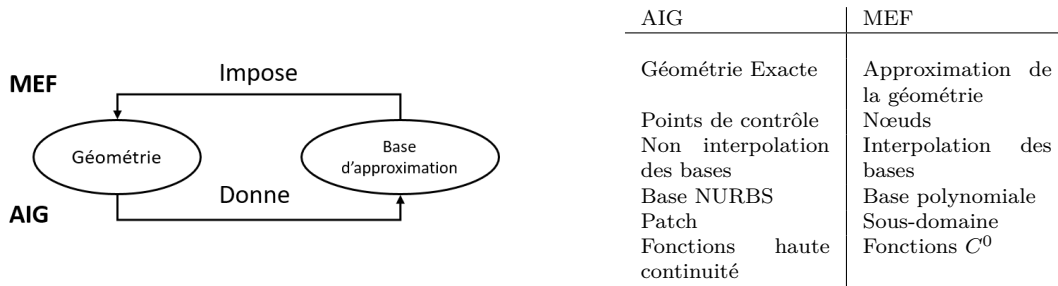 MEF
Impose
Géométrie
Base
d'approximation
Donne
AIG
AIG MEF
Géométrie Exacte Approximation de
la géométrie
Points de contrôle Nœuds
Non interpolation Interpolation des
des bases bases
Base NURBS Base polynomiale
Patch Sous-domaine
Fonctions haute Fonctions C⁰
continuité